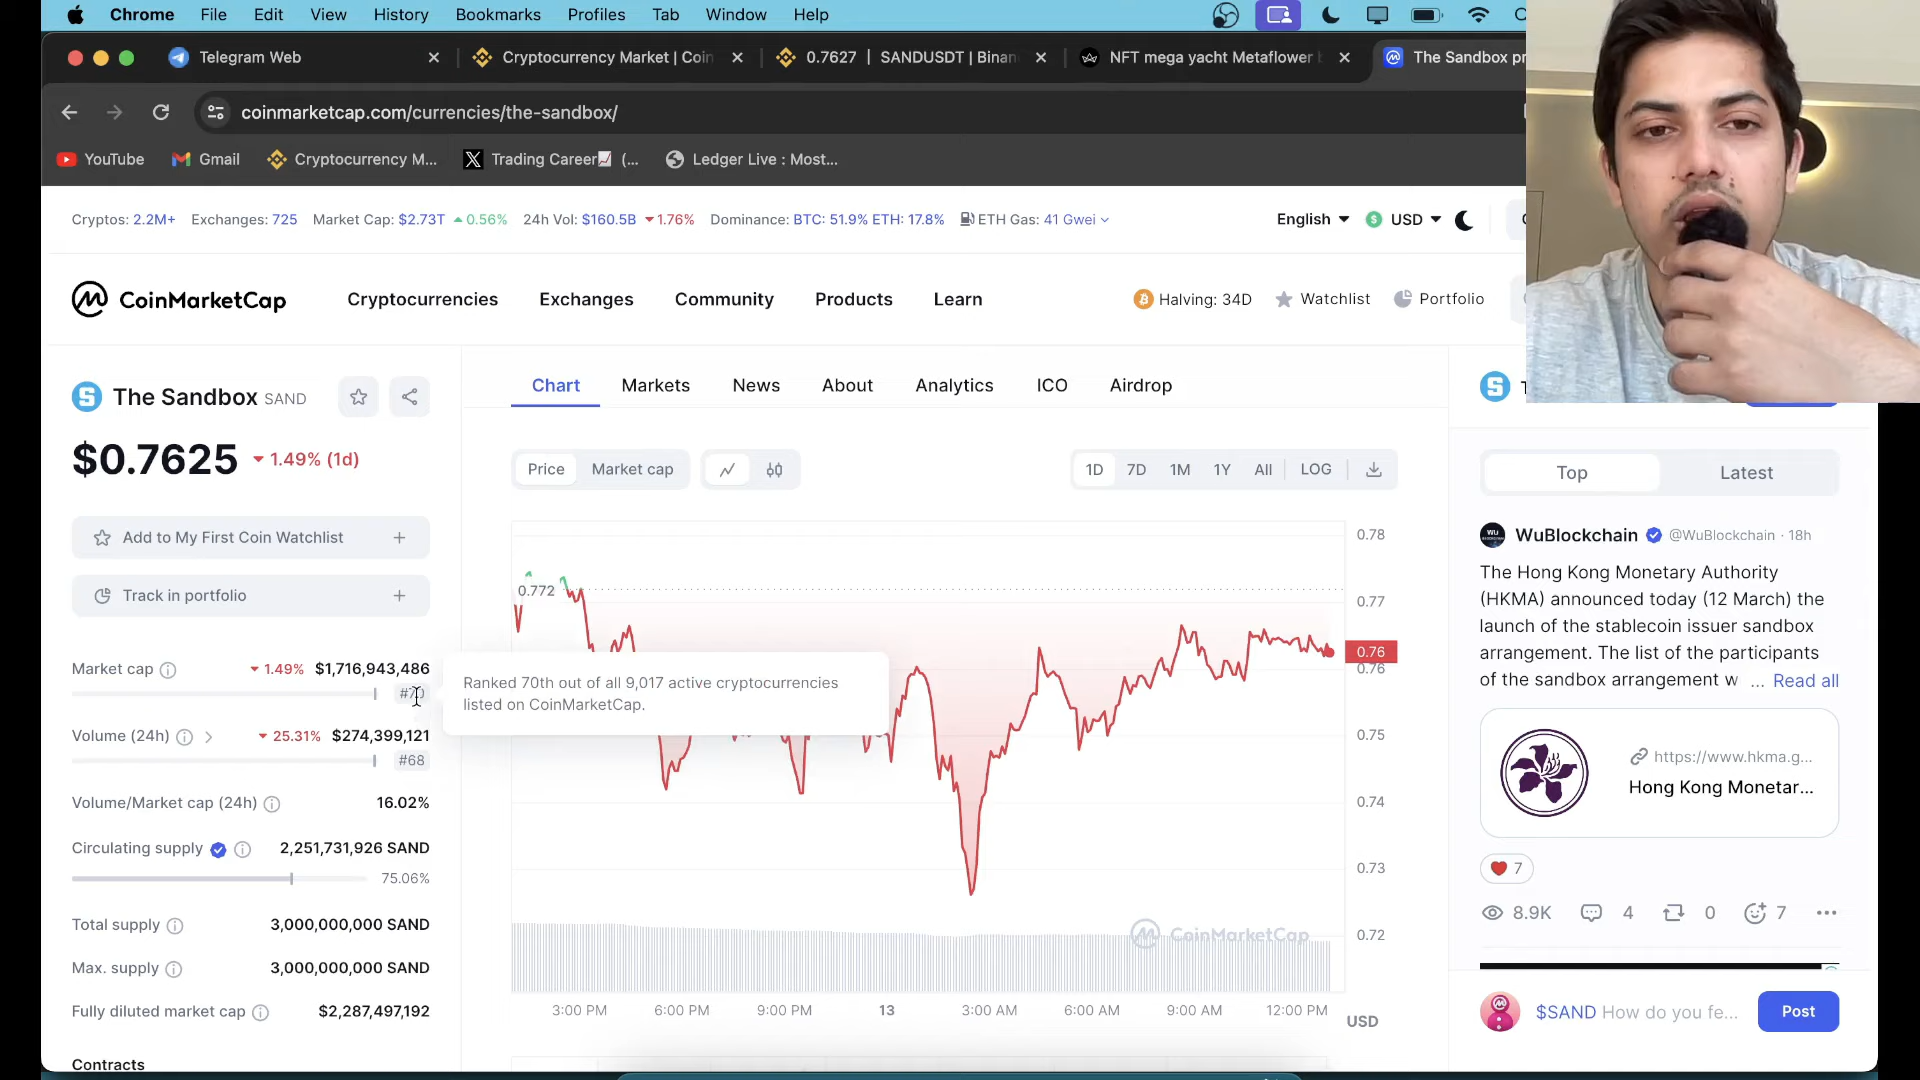 Chrome File Edit View History Bookmarks Profiles Tab Window Help
Telegram Web
Cryptocurrency Market | Coin
0.7627 | SANDUSDT | Binan
NFT mega yacht Metaflower
The Sandbox pr
coinmarketcap.com/currencies/the-sandbox/
YouTube Gmail Cryptocurrency M... Trading Career (... Ledger Live : Most...
Cryptos: 2.2M+ Exchanges: 725 Market Cap: $2.73T 0.56% 24h Vol: $160.5B 1.76% Dominance: BTC: 51.9% ETH: 17.8% ETH Gas: 41 Gwei
English USD
CoinMarketCap
Cryptocurrencies Exchanges Community Products Learn
Halving: 34D Watchlist Portfolio
The Sandbox SAND
$0.7625 1.49% (1d)
Add to My First Coin Watchlist +
Track in portfolio +
Market cap 1.49% $1,716,943,486
Volume (24h) 25.31% $274,399,121
#68
Volume/Market cap (24h) 16.02%
Circulating supply 2,251,731,926 SAND
75.06%
Total supply 3,000,000,000 SAND
Max. supply 3,000,000,000 SAND
Fully diluted market cap $2,287,497,192
Contracts
Chart Markets News About Analytics ICO Airdrop
Price Market cap
1D 7D 1M 1Y All LOG
0.772
Ranked 70th out of all 9,017 active cryptocurrencies
listed on CoinMarketCap.
0.78
0.77
0.76
0.76
0.75
0.74
0.73
0.72
CoinMarketCap
3:00 PM 6:00 PM 9:00 PM 13 3:00 AM 6:00 AM 9:00 AM 12:00 PM
USD
Top Latest
WuBlockchain @WuBlockchain · 18h
The Hong Kong Monetary Authority
(HKMA) announced today (12 March) the
launch of the stablecoin issuer sandbox
arrangement. The list of the participants
of the sandbox arrangement w ... Read all
https://www.hkma.g...
Hong Kong Monetar...
7
8.9K 4 0 7
$SAND How do you fe...
Post